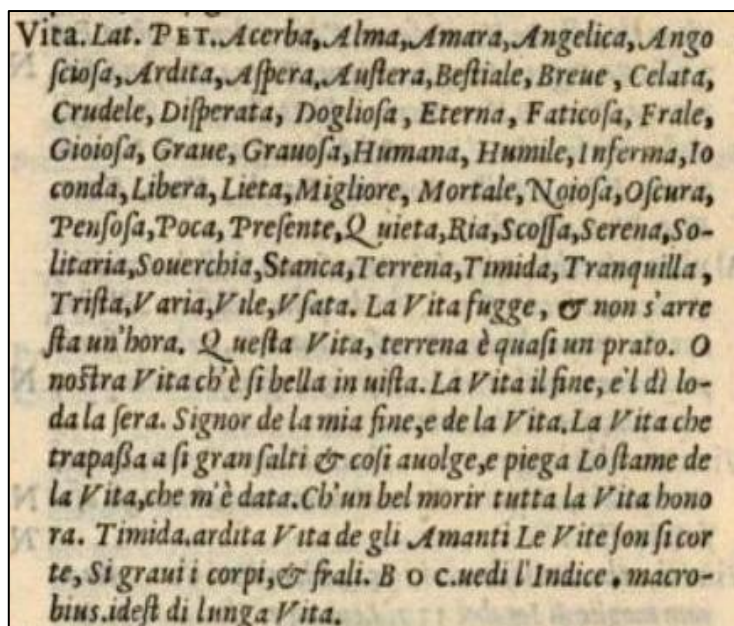 Vita. Lat. PET. Acerba, Alma, Amara, Angelica, Ango
ſcioſa, Ardita, Aſpera, Auſtera, Beſtiale, Breue, Celata,
Crudele, Diſperata, Doglioſa, Eterna, Faticoſa, Frale,
Gioioſa, Graue, Grauoſa, Humana, Humile, Inferma, Io
conda, Libera, Lieta, Migliore, Mortale, Noioſa, Oſcura,
Penſoſa, Poca, Preſente, Quieta, Ria, Scoſſa, Serena, So-
litaria, Souerchia, Stanca, Terrena, Timida, Tranquilla,
Triſta, Varia, Vile, Vſata. La Vita fugge, & non s'arre
ſta un'hora. Queſta Vita, terrena è quaſi un prato. O
noſtra Vita ch'è ſi bella in uiſta. La Vita il fine, e'l dì lo-
da la ſera. Signor de la mia fine, e de la Vita. La Vita che
trapaßa a ſi gran ſalti & coſi auolge, e piega Lo ſtame de
la Vita, che m'è data. Ch'un bel morir tutta la Vita hono
ra. Timida. ardita Vita de gli Amanti Le Vite ſon ſi cor
te, Si graui i corpi, & frali. BOC. uedi l'Indice. macro-
bius. ideſt di lunga Vita.